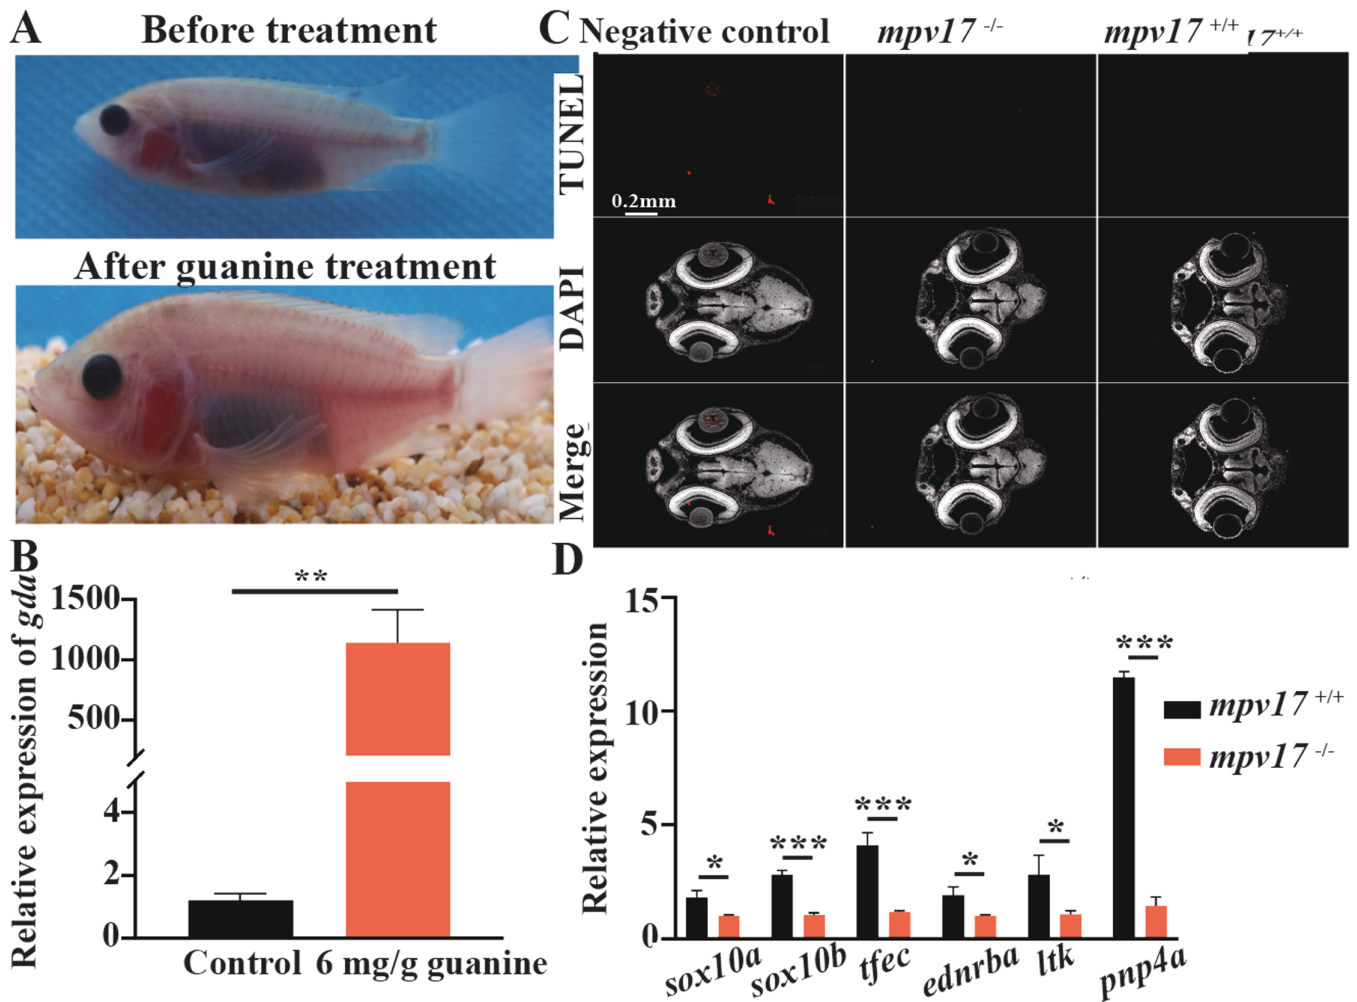 A
Before treatment
After guanine treatment
B
Relative expression of gda
**
1500
1000
500
4
2
0
Control
6 mg/g guanine
C
Negative control
mpv17 -/-
mpv17 +/+
17+/+
TUNEL
0.2mm
DAPI
Merge
D
Relative expression
15
10
5
0
*
***
***
*
*
***
mpv17 +/+
mpv17 -/-
sox10a
sox10b
tfec
ednrba
ltk
pnp4a